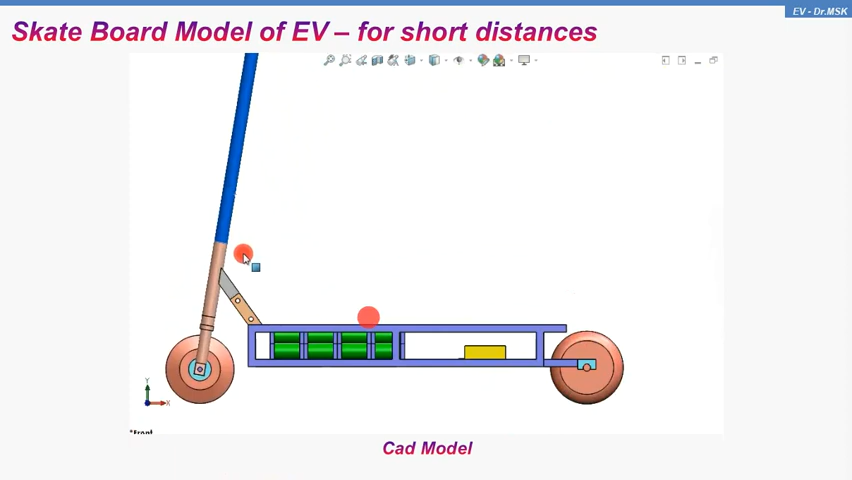 EV - Dr.MSK
Skate Board Model of EV – for short distances
Y
X
*Front
Cad Model